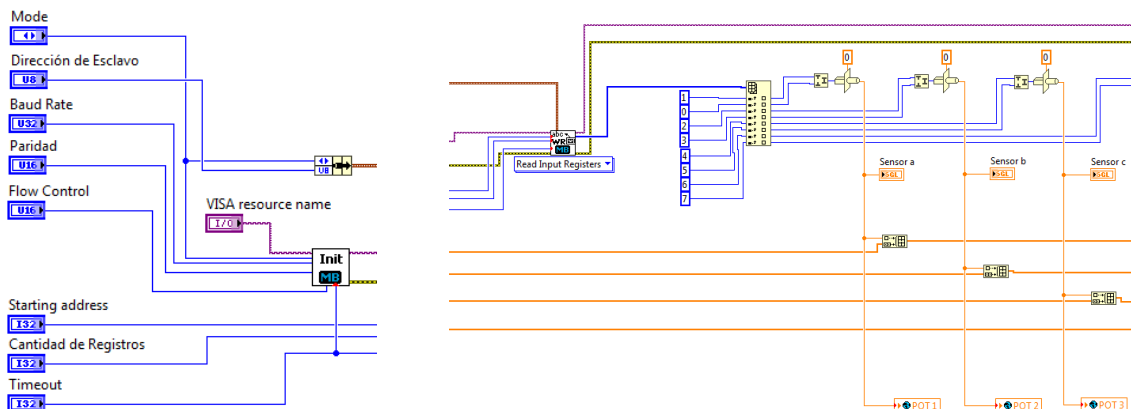 Mode
Dirección de Esclavo
U8
Baud Rate
U32
Paridad
U16
Flow Control
U16
U8
VISA resource name
I/O
Init
MB
Starting address
I32
Cantidad de Registros
I32
Timeout
I32
abc
WR
MB
Read Input Registers
1
0
2
3
4
5
6
7
0
0
0
Sensor a
SGL
Sensor b
SGL
Sensor c
SGL
POT 1
POT 2
POT 3